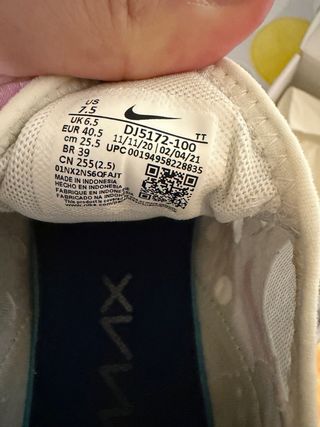 US
7.5
UK 6.5
EUR 40.5
cm 25.5
BR 39
CN 255(2.5)
01NX2NS6QFAJT
MADE IN INDONESIA
HECHO EN INDONESIA
FABRIQUE EN INDONESIE
FABRICADO NA INDONESIA
DJ5172-100
TT
11/11/20 02/04/21
UPC 00194958228835
MAX